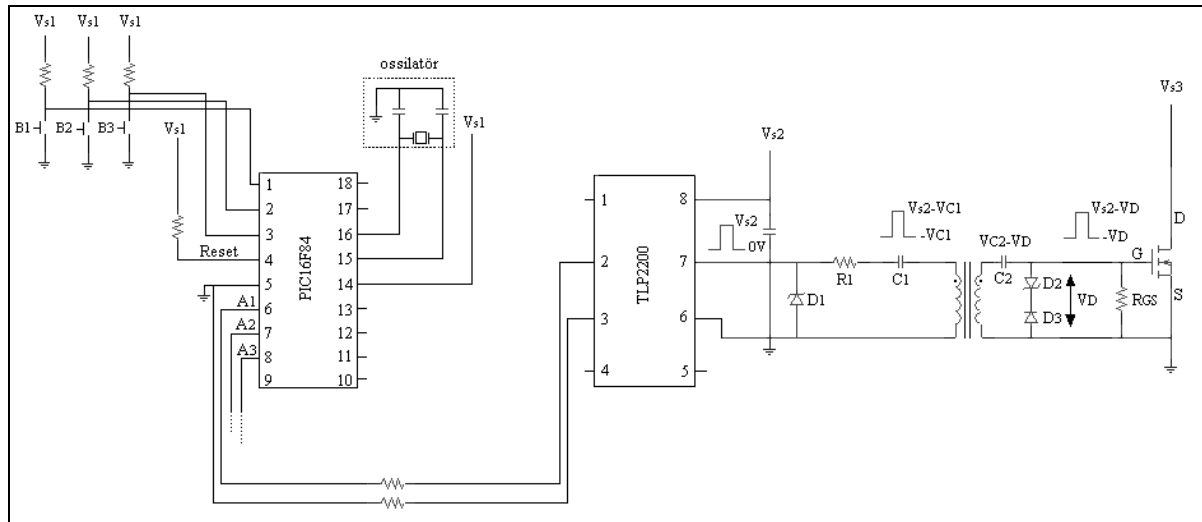 Vs1 Vs1 Vs1
ossilatör
Vs3
B1 B2 B3
Vs1
Vs1
Vs2
1 18
2 17
3 16
Reset
4 15
5 14
A1
6 13
A2
7 12
A3
8 11
9 10
PIC16F84
1 8
2 7
3 6
4 5
TLP2200
Vs2
0V
Vs2-VC1
-VC1
VC2-VD
Vs2-VD
-VD
D
G
S
R1
C1
C2
D1
D2
D3
VD
RGS